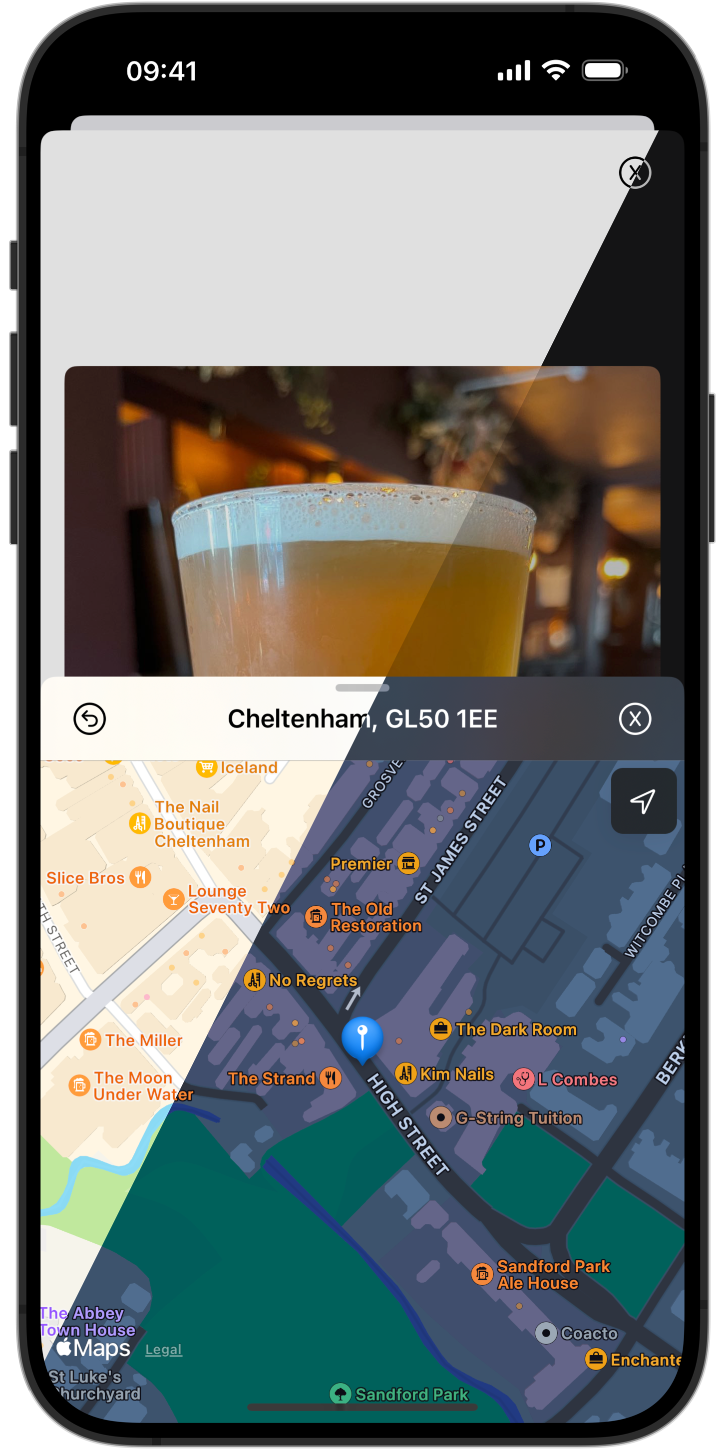 09:41
X
Cheltenham, GL50 1EE
X
Iceland
GROSVE
The Nail
Boutique
Cheltenham
ST JAMES STREET
P
Premier
Slice Bros
Lounge
Seventy Two
The Old
Restoration
WITCOMBE PL
TH STREET
No Regrets
The Dark Room
The Miller
BERK
Kim Nails
The Strand
L Combes
The Moon
Under Water
G-String Tuition
HIGH STREET
Sandford Park
Ale House
The Abbey
Town House
Coacto
Maps
Legal
Enchante
St Luke's
hurchyard
Sandford Park